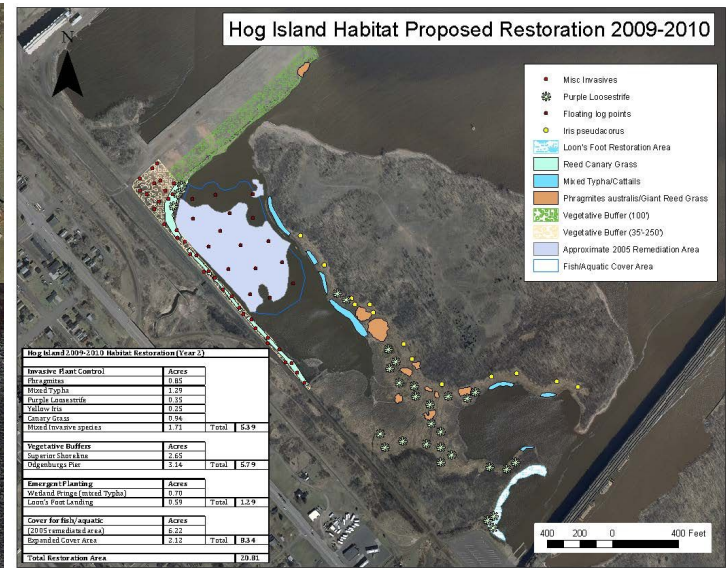 Hog Island Habitat Proposed Restoration 2009-2010
N
Misc Invasives
Purple Loosestrife
Floating log points
Iris pseudacorus
Loon's Foot Restoration Area
Reed Canary Grass
Mixed Typha/Cattails
Phragmites australis/Giant Reed Grass
Vegetative Buffer (100')
Vegetative Buffer (35'-250')
Approximate 2005 Remediation Area
Fish/Aquatic Cover Area
Hog Island 2009-2010 Habitat Restoration (Year 2)
Invasive Plant Control Acres
Phragmites 0.85
Mixed Typha 1.29
Purple Loosestrife 0.35
Yellow Iris 0.25
Canary Grass 0.94
Mixed Invasive species 1.71 Total 5.39
Vegetative Buffers Acres
Superior Shoreline 2.65
Odgenburgs Pier 3.14 Total 5.79
Emergent Planting Acres
Wetland Fringe (mixed Typha) 0.70
Loon's Foot Landing 0.59 Total 1.29
Cover for fish/aquatic Acres
(2005 remediated area) 6.22
Expanded Cover Area 2.12 Total 8.34
Total Restoration Area 20.81
400 200 0 400 Feet